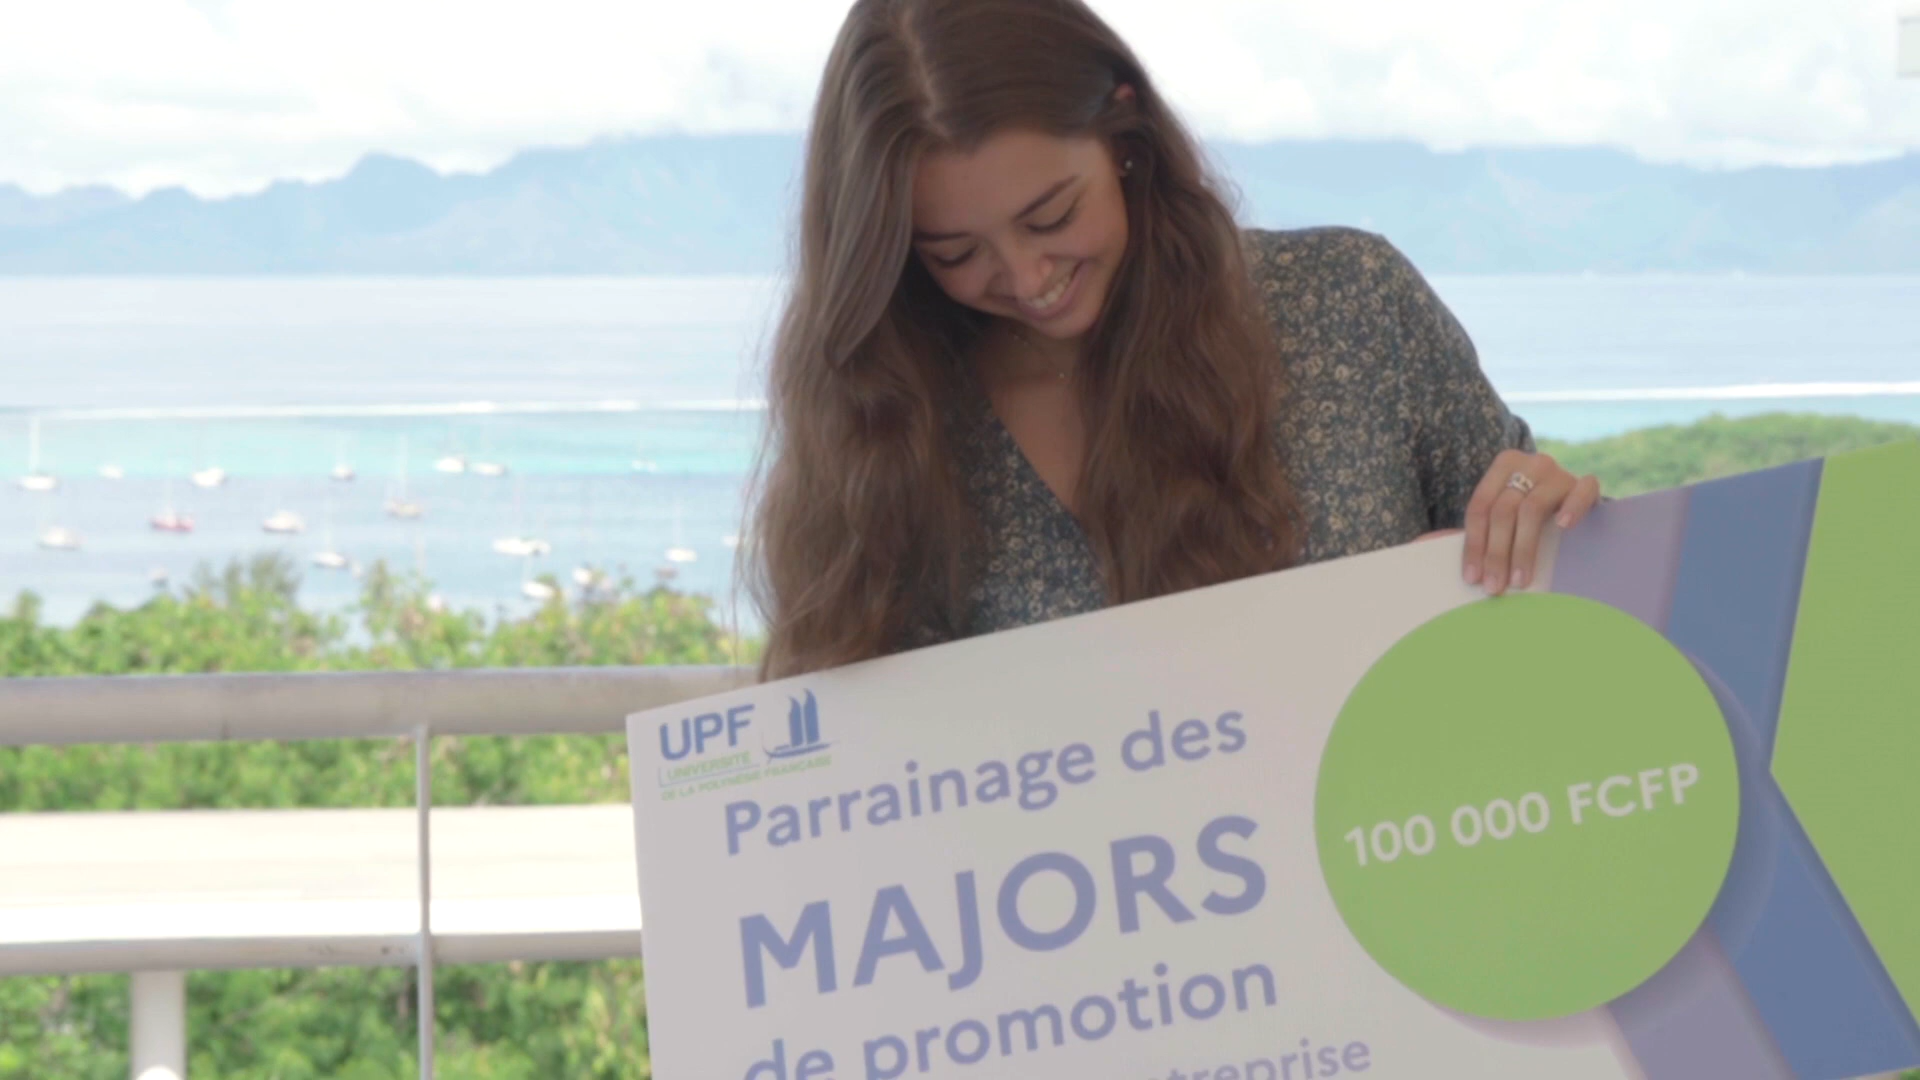 UPF
UNIVERSITÉ
DE LA POLYNÉSIE FRANÇAISE
Parrainage des
MAJORS
de promotion
100 000 FCFP